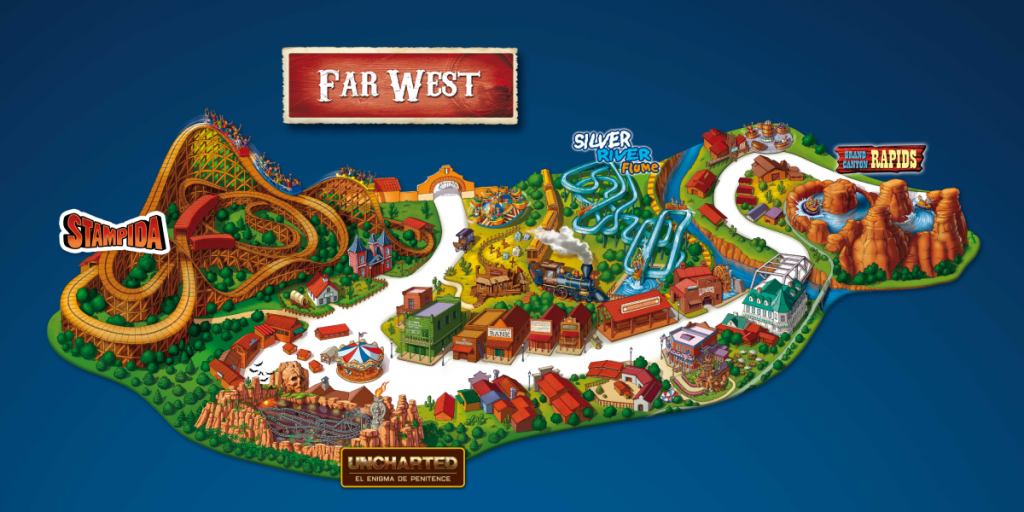 FAR WEST
SILVER
RIVER
Flume
GRAND
CANYON
RAPIDS
STAMPIDA
BANK
UNCHARTED
EL ENIGMA DE PENITENCE